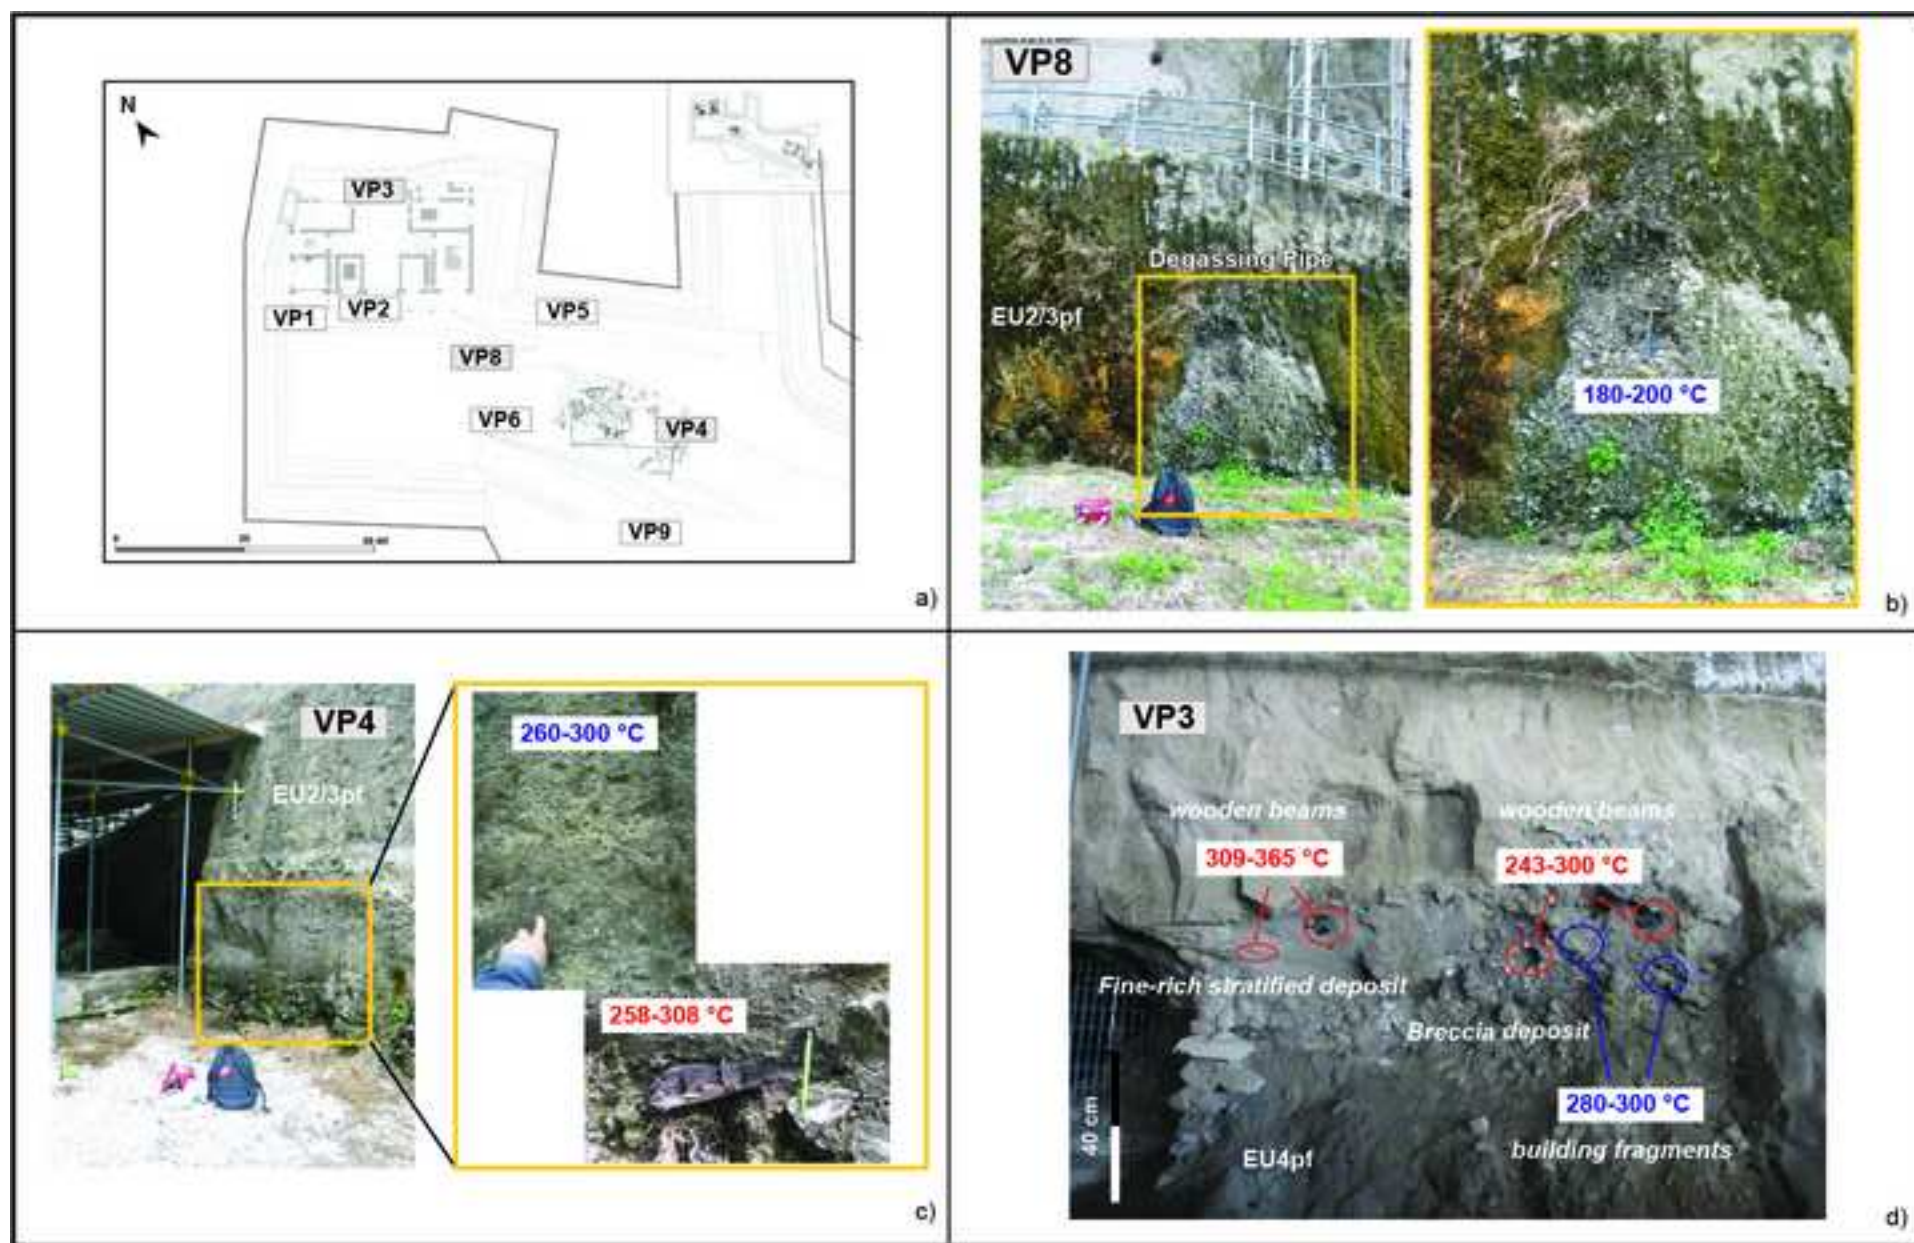 N
VP3
VP1
VP2
VP5
VP8
VP6
VP4
VP9
0
a)
VP8
Degassing Pipe
EU2/3pf
180-200 °C
b)
VP4
EU2/3pf
260-300 °C
258-308 °C
c)
VP3
wooden beams
wooden beams
309-365 °C
243-300 °C
Fine-rich stratified deposit
Breccia deposit
280-300 °C
40 cm
building fragments
EU4pf
d)